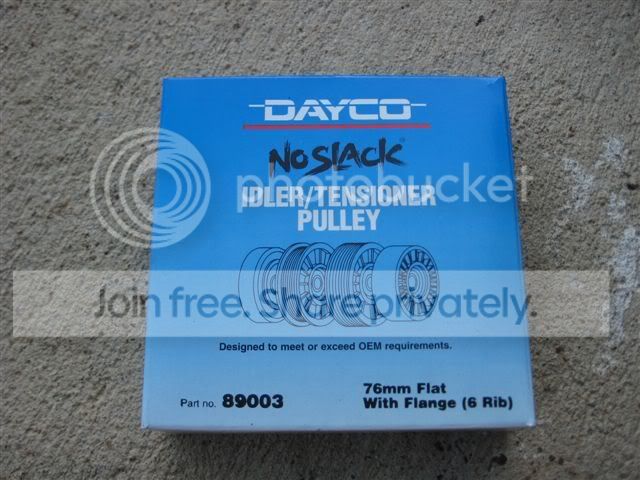 DAYCO
NO SLACK
photobucket
IDLER/TENSIONER
PULLEY
Join free. Share privately.
Designed to meet or exceed OEM requirements.
Part no. 89003
76mm Flat
With Flange (6 Rib)